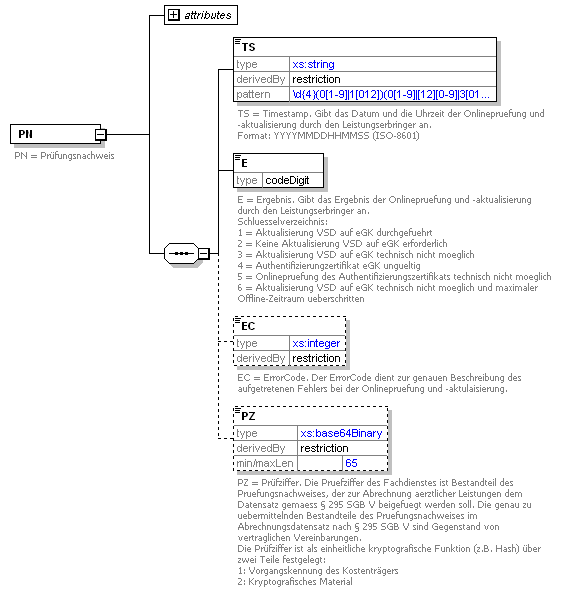 attributes
TS
type xs:string
derivedBy restriction
pattern \d{4}(0[1-9]|1[012])(0[1-9]|[12][0-9]|3[01...
TS = Timestamp. Gibt das Datum und die Uhrzeit der Onlinepruefung und
-aktualisierung durch den Leistungserbringer an.
Format: YYYYMMDDHHMMSS (ISO-8601)
PN
PN = Prüfungsnachweis
E
type codeDigit
E = Ergebnis. Gibt das Ergebnis der Onlinepruefung und -aktualisierung
durch den Leistungserbringer an.
Schluesselverzeichnis:
1 = Aktualisierung VSD auf eGK durchgefuehrt
2 = Keine Aktualisierung VSD auf eGK erforderlich
3 = Aktualisierung VSD auf eGK technisch nicht moeglich
4 = Authentifizierungzertifikat eGK ungueltig
5 = Onlinepruefung des Authentifizierungszertifikats technisch nicht moeglich
6 = Aktualisierung VSD auf eGK technisch nicht moeglich und maximaler
Offline-Zeitraum ueberschritten
EC
type xs:integer
derivedBy restriction
EC = ErrorCode. Der ErrorCode dient zur genauen Beschreibung des
aufgetretenen Fehlers bei der Onlinepruefung und -aktulaisierung.
PZ
type xs:base64Binary
derivedBy restriction
min/maxLen 65
PZ = Prüfziffer. Die Pruefziffer des Fachdienstes ist Bestandteil des
Pruefungsnachweises, der zur Abrechnung aerztlicher Leistungen dem
Datensatz gemaess § 295 SGB V beigefuegt werden soll. Die genau zu
uebermittelnden Bestandteile des Pruefungsnachweises im
Abrechnungsdatensatz nach § 295 SGB V sind Gegenstand von
vertraglichen Vereinbarungen.
Die Prüfziffer ist als einheitliche kryptografische Funktion (z.B. Hash) über
zwei Teile festgelegt:
1: Vorgangskennung des Kostenträgers
2: Kryptografisches Material